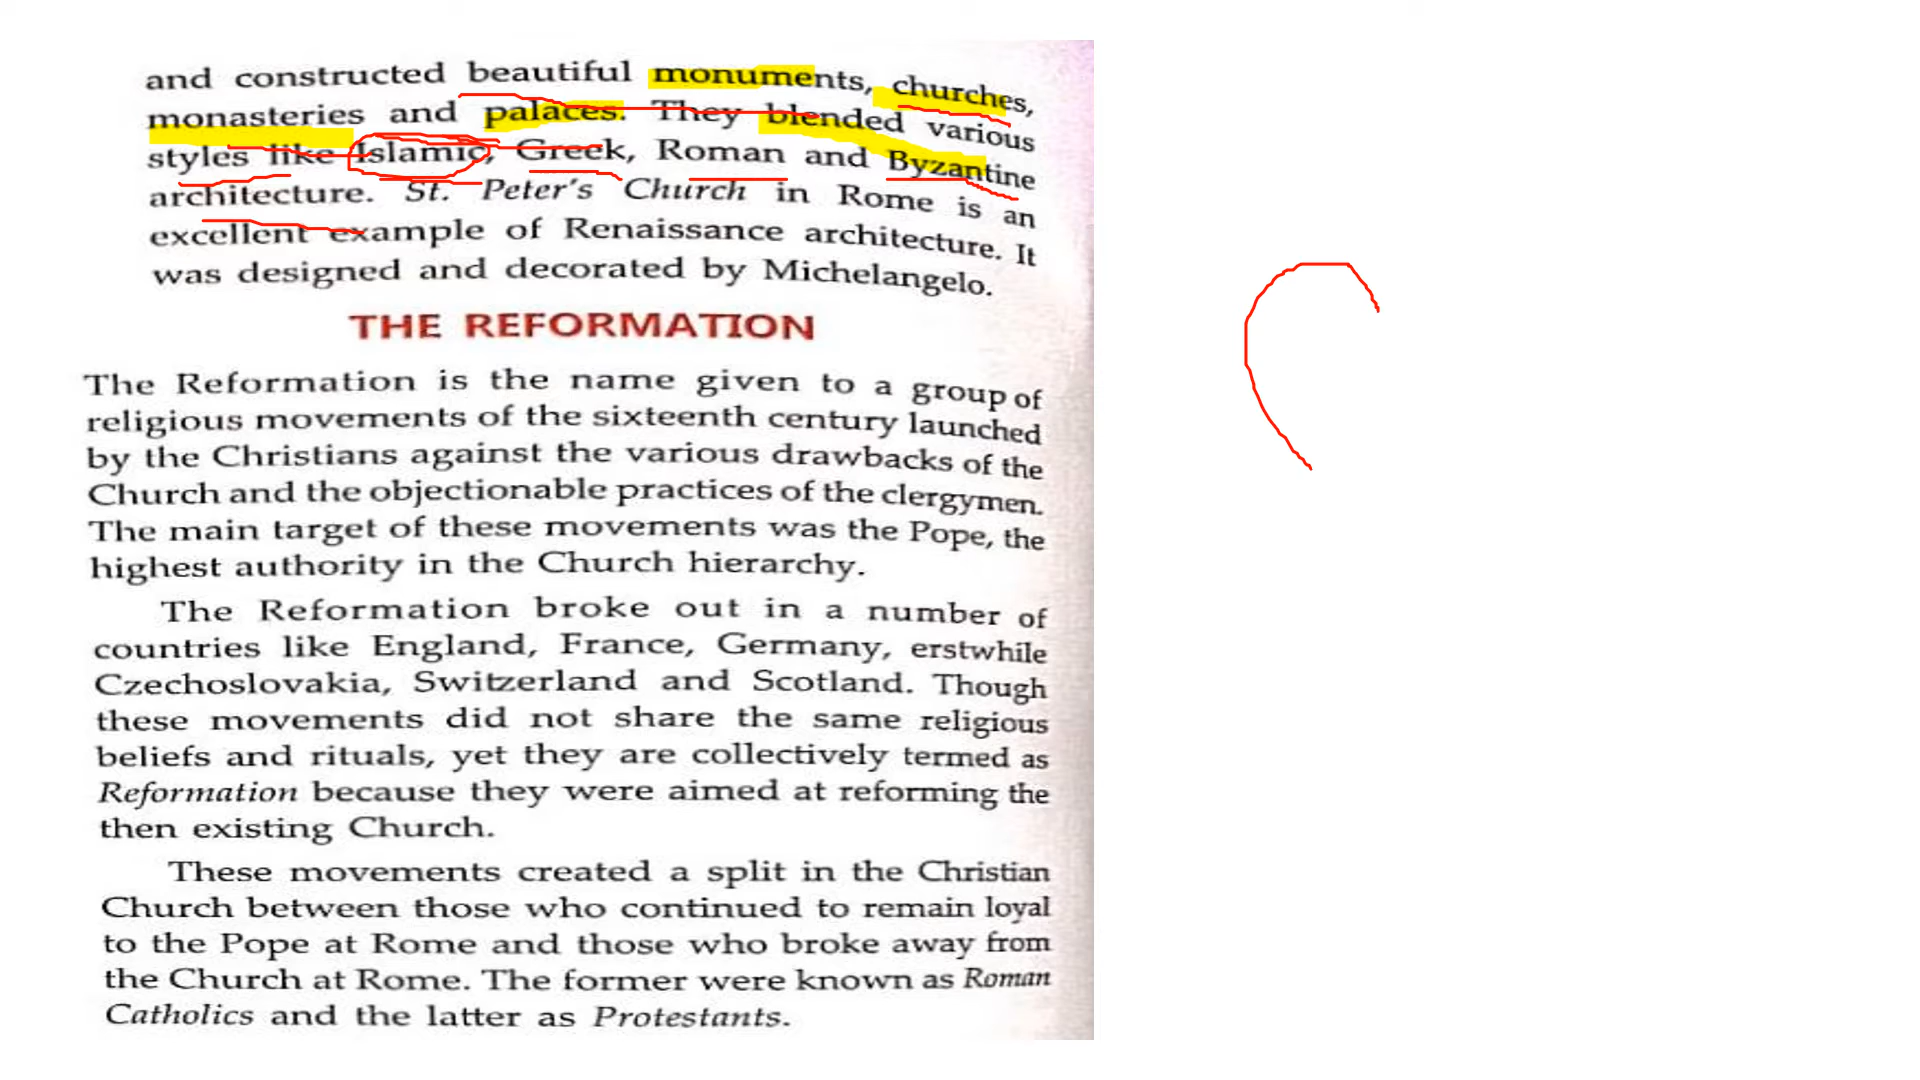 and constructed beautiful monuments, churches,
monasteries and palaces. They blended various
styles like Islamic, Greek, Roman and Byzantine
architecture. St. Peter's Church in Rome is an
excellent example of Renaissance architecture. It
was designed and decorated by Michelangelo.
THE REFORMATION
The Reformation is the name given to a group of
religious movements of the sixteenth century launched
by the Christians against the various drawbacks of the
Church and the objectionable practices of the clergymen.
The main target of these movements was the Pope, the
highest authority in the Church hierarchy.
The Reformation broke out in a number of
countries like England, France, Germany, erstwhile
Czechoslovakia, Switzerland and Scotland. Though
these movements did not share the same religious
beliefs and rituals, yet they are collectively termed as
Reformation because they were aimed at reforming the
then existing Church.
These movements created a split in the Christian
Church between those who continued to remain loyal
to the Pope at Rome and those who broke away from
the Church at Rome. The former were known as Roman
Catholics and the latter as Protestants.